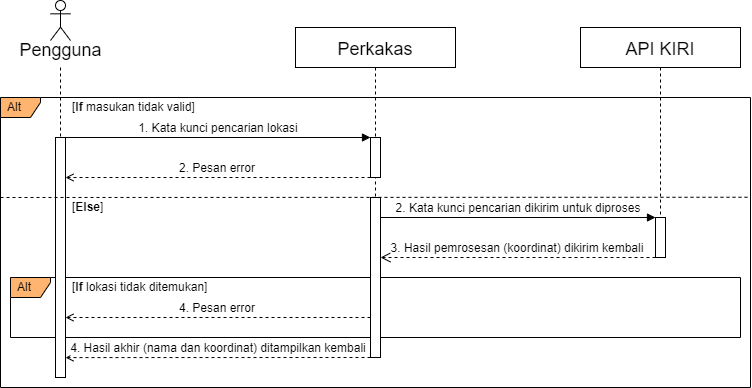 Pengguna
Perkakas
API KIRI
Alt
[If masukan tidak valid]
1. Kata kunci pencarian lokasi
2. Pesan error
[Else]
2. Kata kunci pencarian dikirim untuk diproses
3. Hasil pemrosesan (koordinat) dikirim kembali
Alt
[If lokasi tidak ditemukan]
4. Pesan error
4. Hasil akhir (nama dan koordinat) ditampilkan kembali